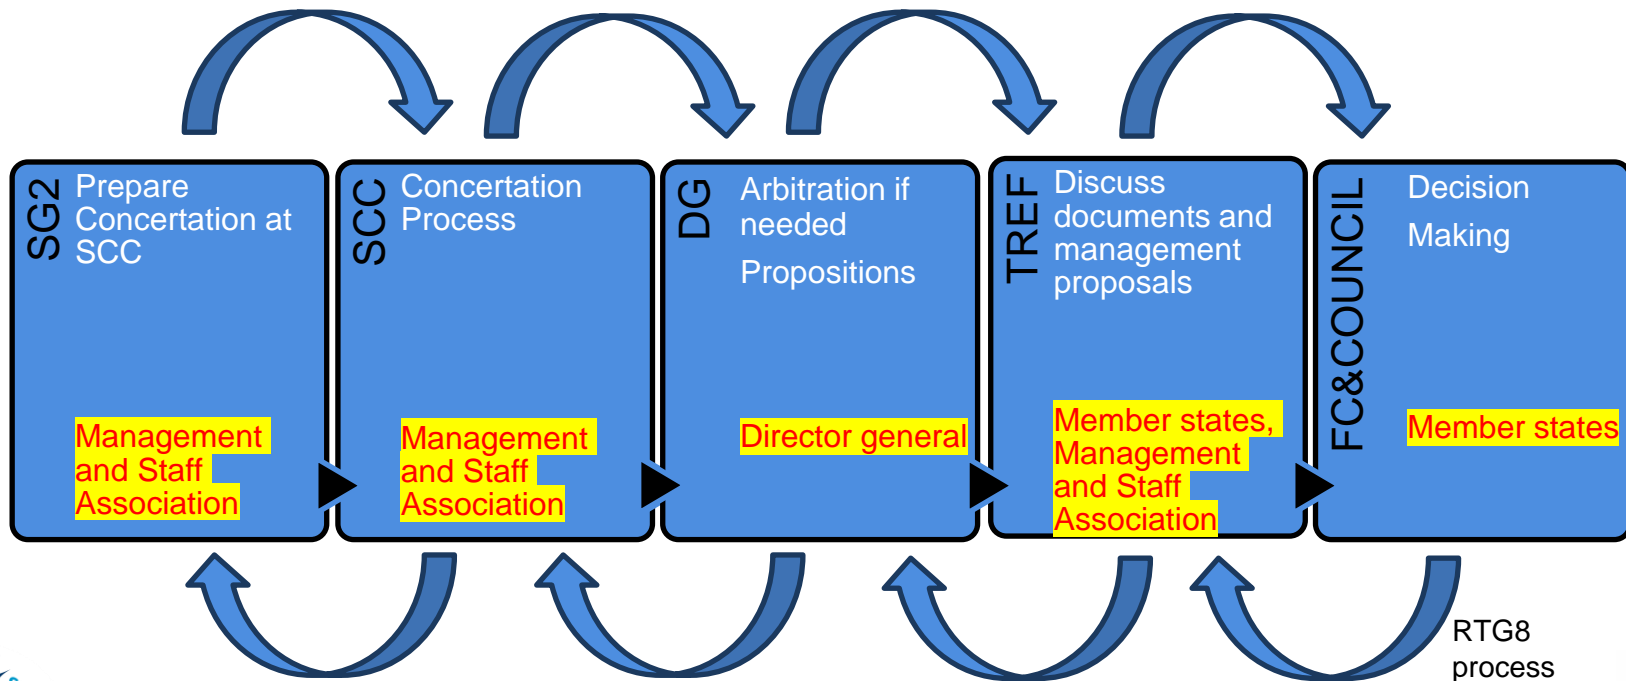 SG2
Prepare
Concertation at
SCC
Management
and Staff
Association
SCC
Concertation
Process
Management
and Staff
Association
DG
Arbitration if
needed
Propositions
Director general
TREF
Discuss
documents and
management
proposals
Member states,
Management
and Staff
Association
FC&COUNCIL
Decision
Making
Member states
RTG8
process